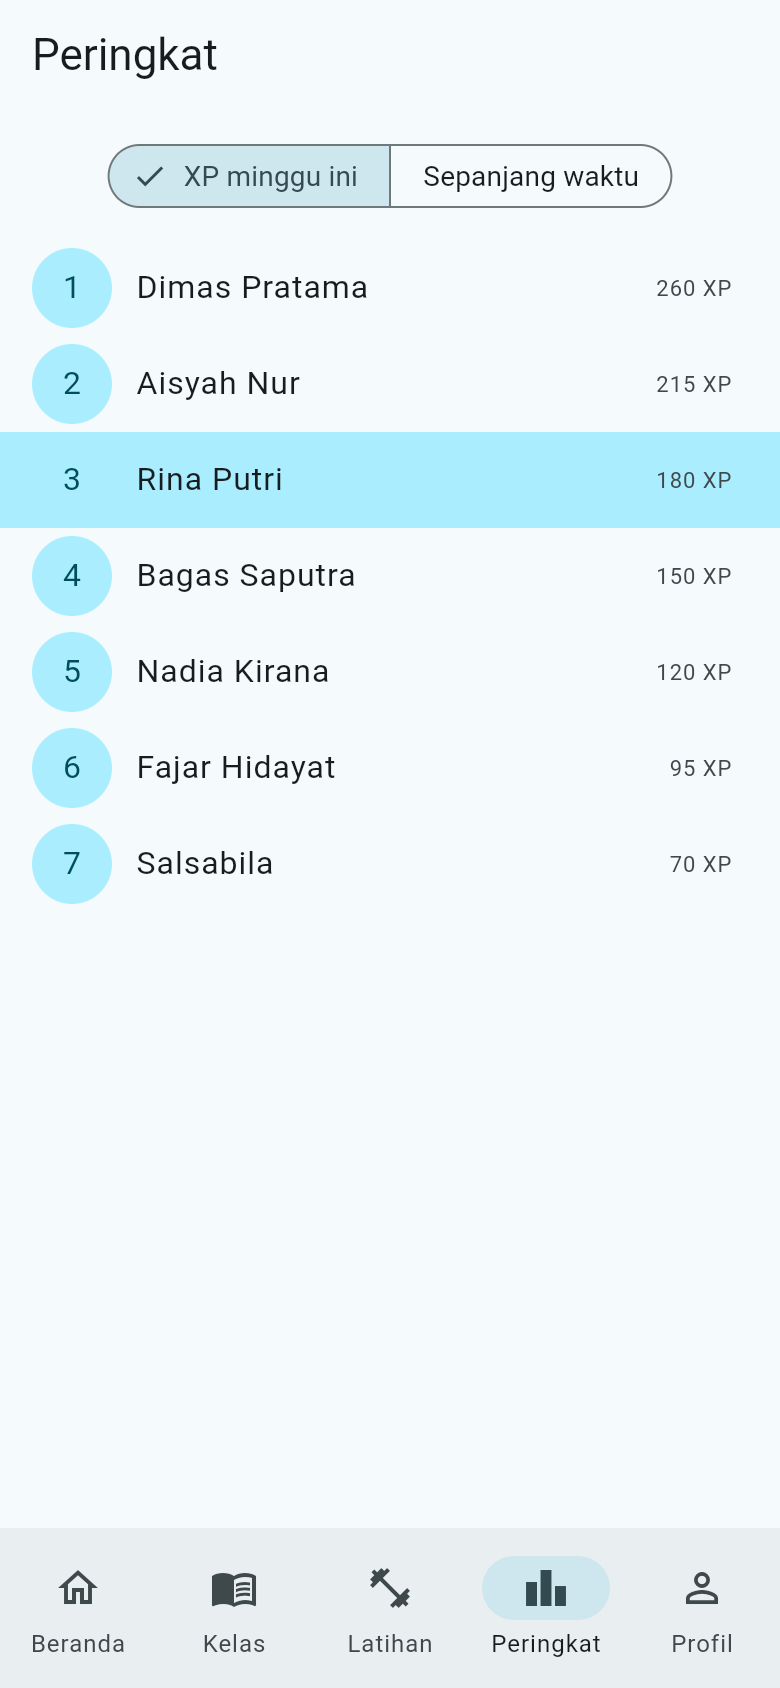 Peringkat
XP minggu ini
Sepanjang waktu
1 Dimas Pratama 260 XP
2 Aisyah Nur 215 XP
3 Rina Putri 180 XP
4 Bagas Saputra 150 XP
5 Nadia Kirana 120 XP
6 Fajar Hidayat 95 XP
7 Salsabila 70 XP
Beranda Kelas Latihan Peringkat Profil